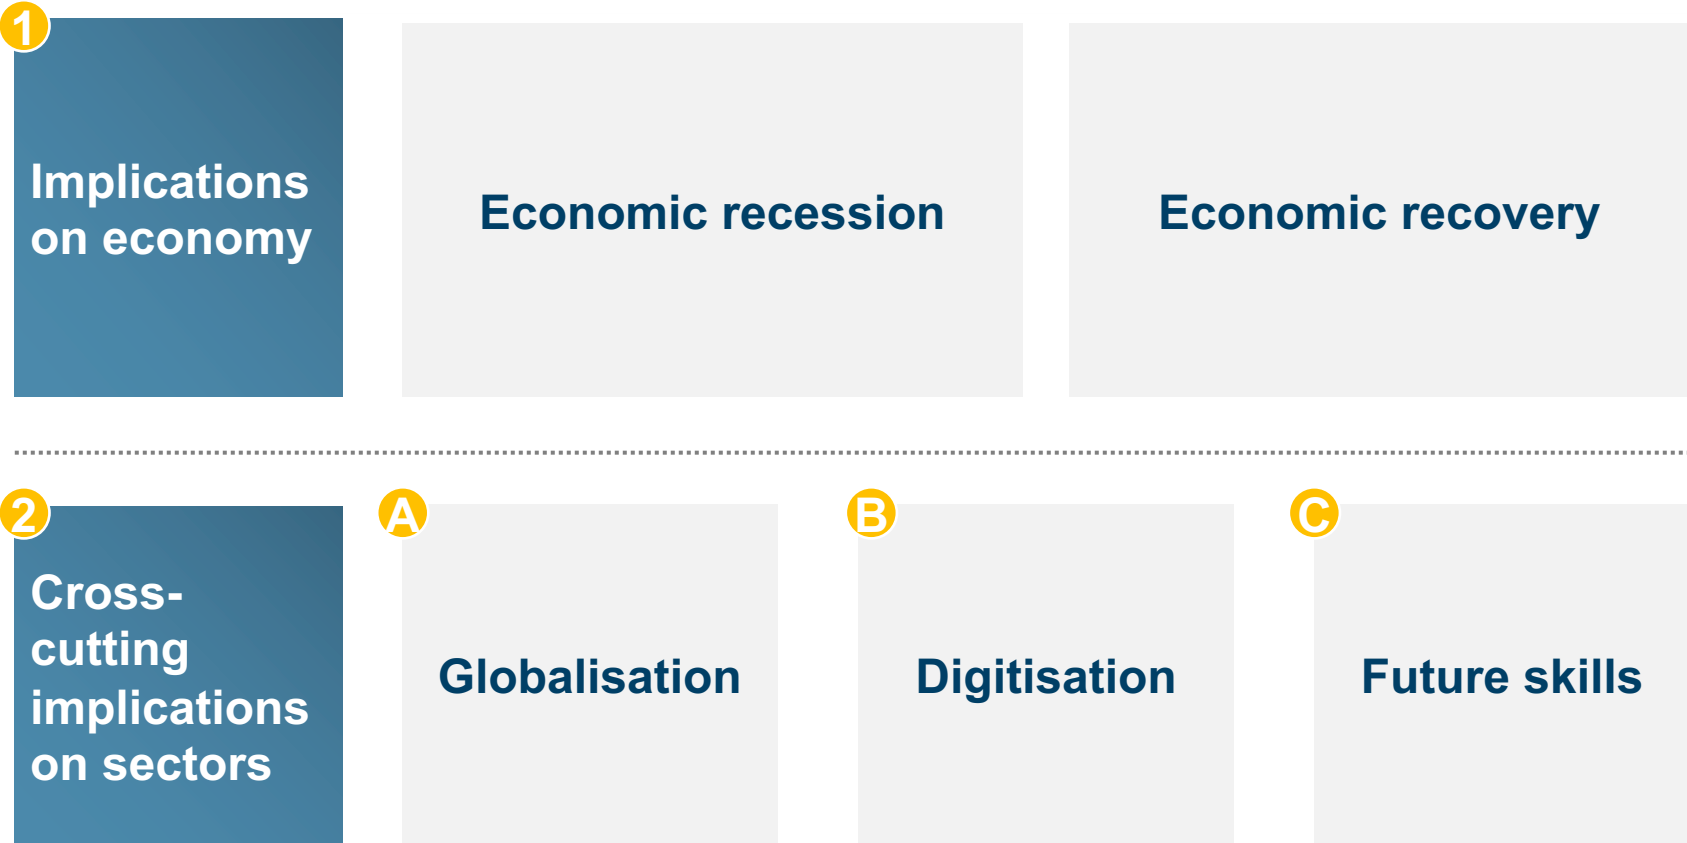 1
Implications
on economy
Economic recession
Economic recovery
2
Cross-
cutting
implications
on sectors
A
Globalisation
B
Digitisation
C
Future skills